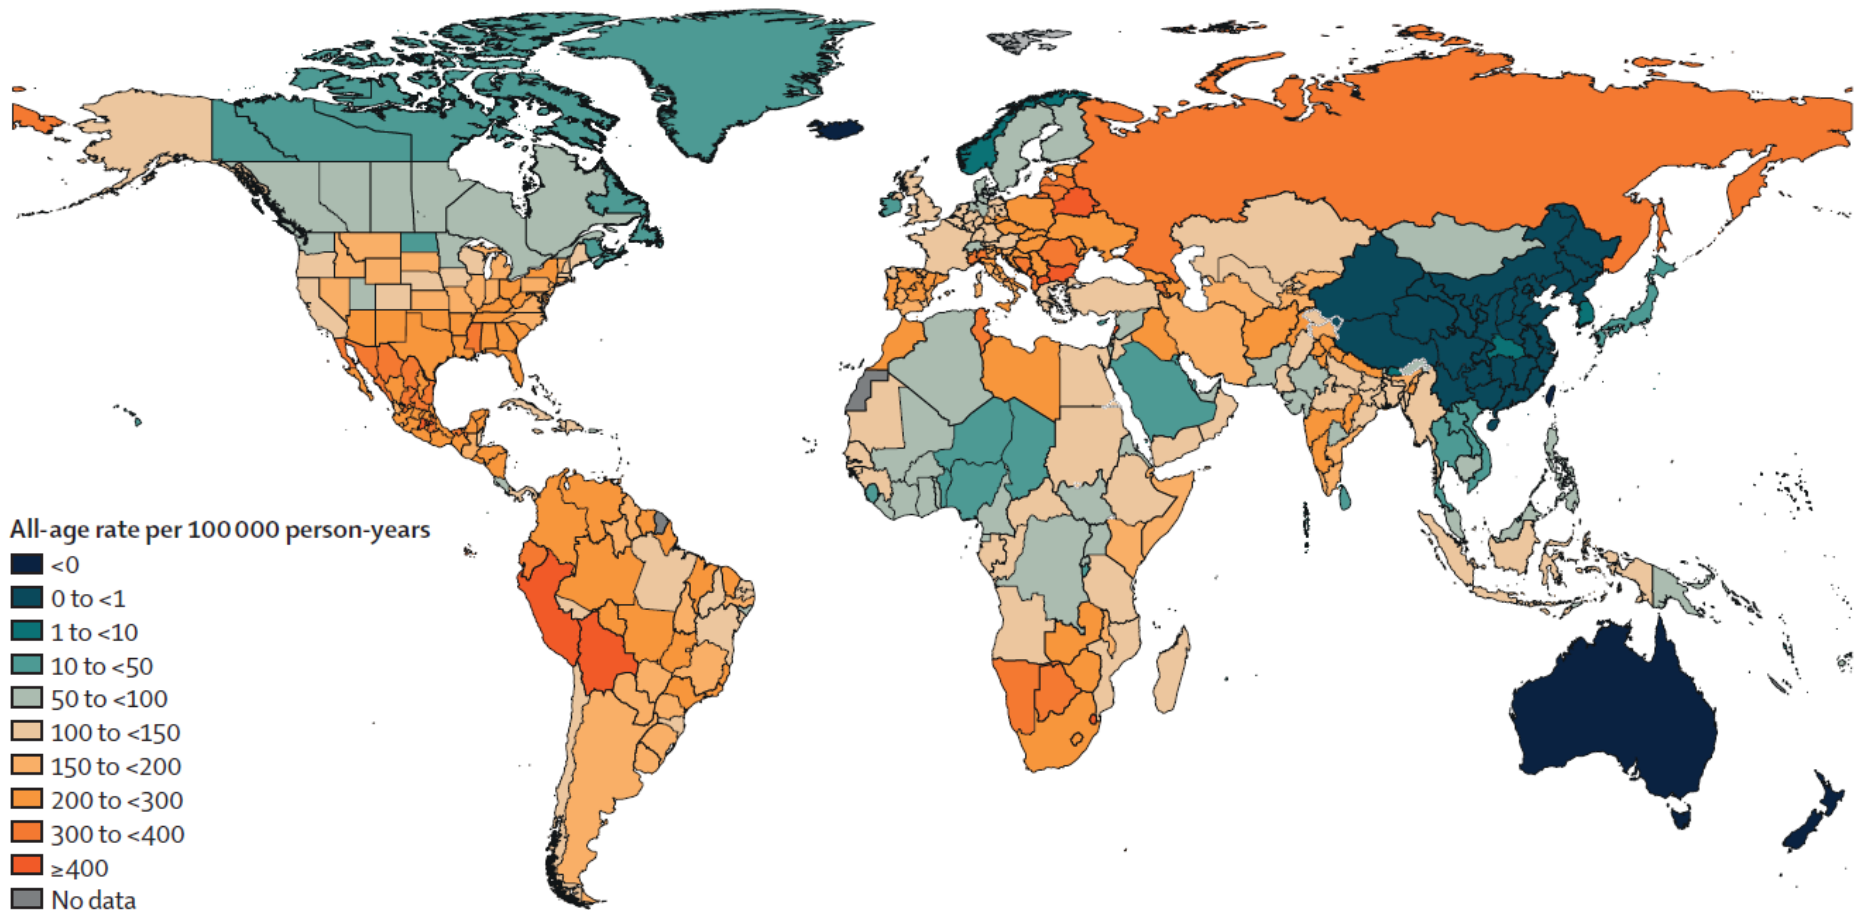 All-age rate per 100 000 person-years
<0
0 to <1
1 to <10
10 to <50
50 to <100
100 to <150
150 to <200
200 to <300
300 to <400
≥400
No data